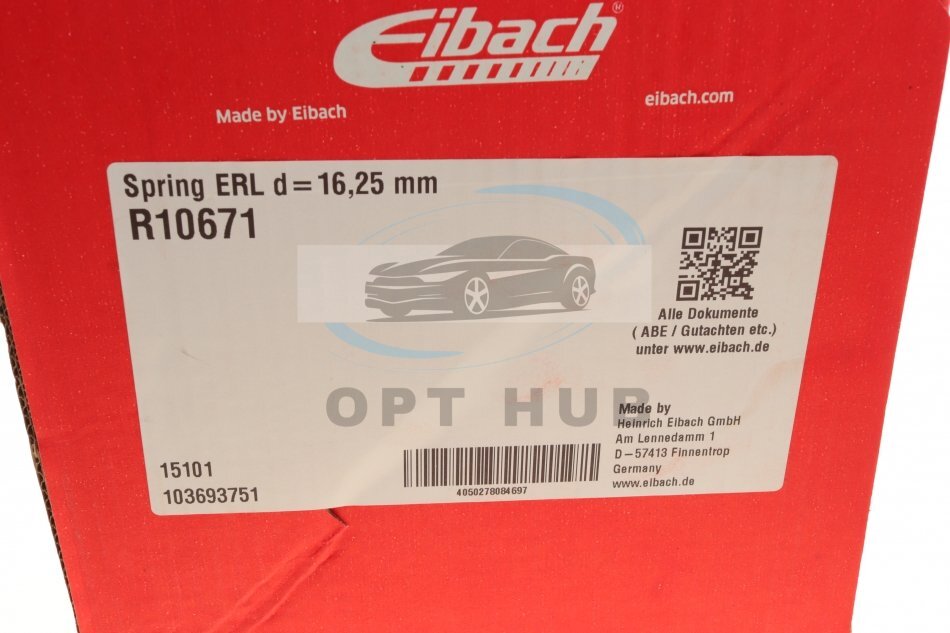 Eibach®
Made by Eibach
eibach.com
Spring ERL d=16,25 mm
R10671
Alle Dokumente
( ABE / Gutachten etc.)
unter www.eibach.de
OPT HUB
Made by
Heinrich Eibach GmbH
Am Lennedamm 1
D-57413 Finnentrop
Germany
www.eibach.de
15101
103693751
4050278084697